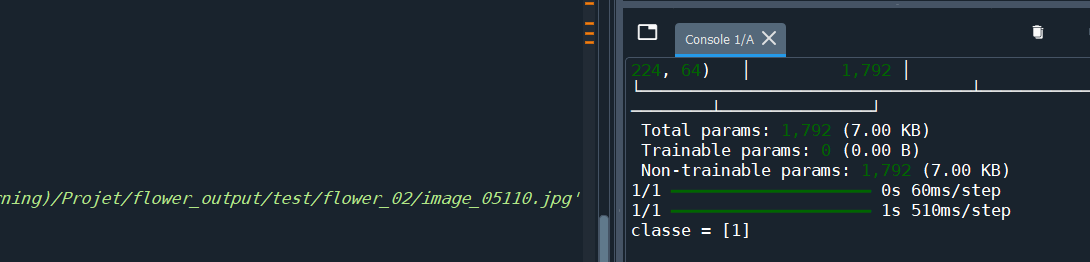 Console 1/A
224, 64) │ 1,792 │
Total params: 1,792 (7.00 KB)
Trainable params: 0 (0.00 B)
Non-trainable params: 1,792 (7.00 KB)
1/1 ━━━━━━━━━━━━━━━━━━━━ 0s 60ms/step
1/1 ━━━━━━━━━━━━━━━━━━━━ 1s 510ms/step
classe = [1]
rning)/Projet/flower_output/test/flower_02/image_05110.jpg'